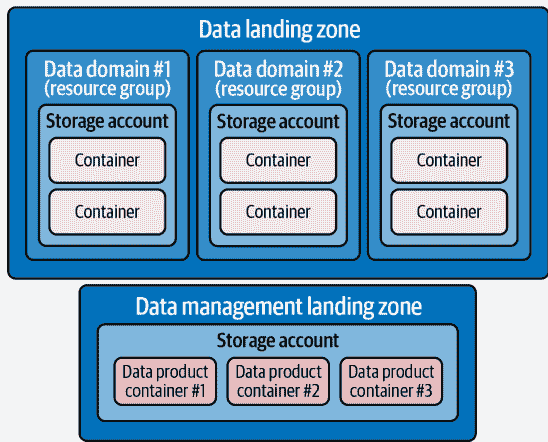 Data landing zone
Data domain #1
(resource group)
Storage account
Container
Container
Data domain #2
(resource group)
Storage account
Container
Container
Data domain #3
(resource group)
Storage account
Container
Container
Data management landing zone
Storage account
Data product
container #1
Data product
container #2
Data product
container #3